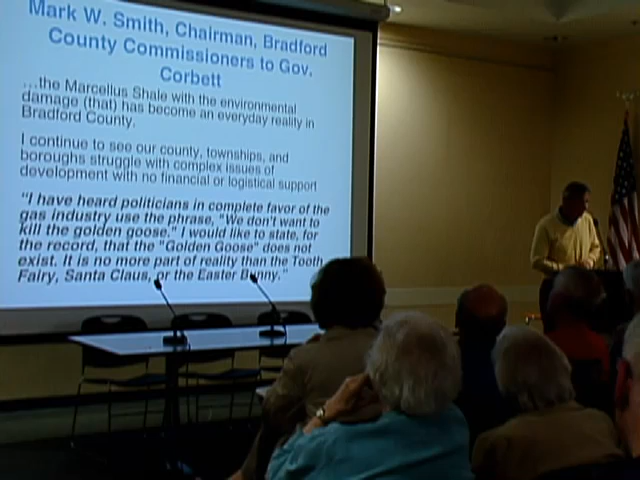 Mark W. Smith, Chairman, Bradford
County Commissioners to Gov.
Corbett
…the Marcellus Shale with the environmental
damage (that) has become an everyday reality in
Bradford County.
I continue to see our county, townships, and
boroughs struggle with complex issues of
development with no financial or logistical support
"I have heard politicians in complete favor of the
gas industry use the phrase, "We don't want to
kill the golden goose." I would like to state, for
the record, that the "Golden Goose" does not
exist. It is no more part of reality than the Tooth
Fairy, Santa Claus, or the Easter Bunny."